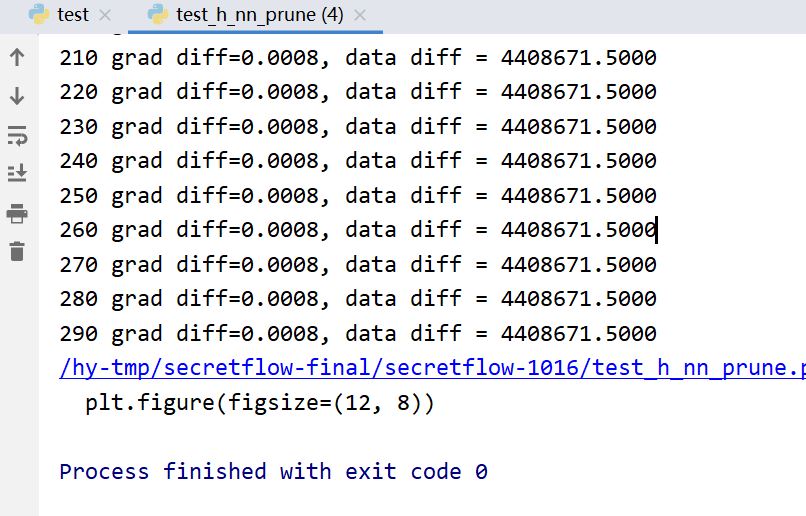 test
test_h_nn_prune (4)
210 grad diff=0.0008, data diff = 4408671.5000
220 grad diff=0.0008, data diff = 4408671.5000
230 grad diff=0.0008, data diff = 4408671.5000
240 grad diff=0.0008, data diff = 4408671.5000
250 grad diff=0.0008, data diff = 4408671.5000
260 grad diff=0.0008, data diff = 4408671.5000
270 grad diff=0.0008, data diff = 4408671.5000
280 grad diff=0.0008, data diff = 4408671.5000
290 grad diff=0.0008, data diff = 4408671.5000
/hy-tmp/secretflow-final/secretflow-1016/test_h_nn_prune.p
plt.figure(figsize=(12, 8))
Process finished with exit code 0